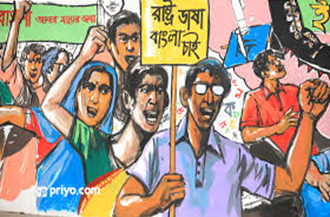 বাংলা আমার মায়ের
রাষ্ট্র ভাষা
বাংলা
চাই
ক
priyo.com